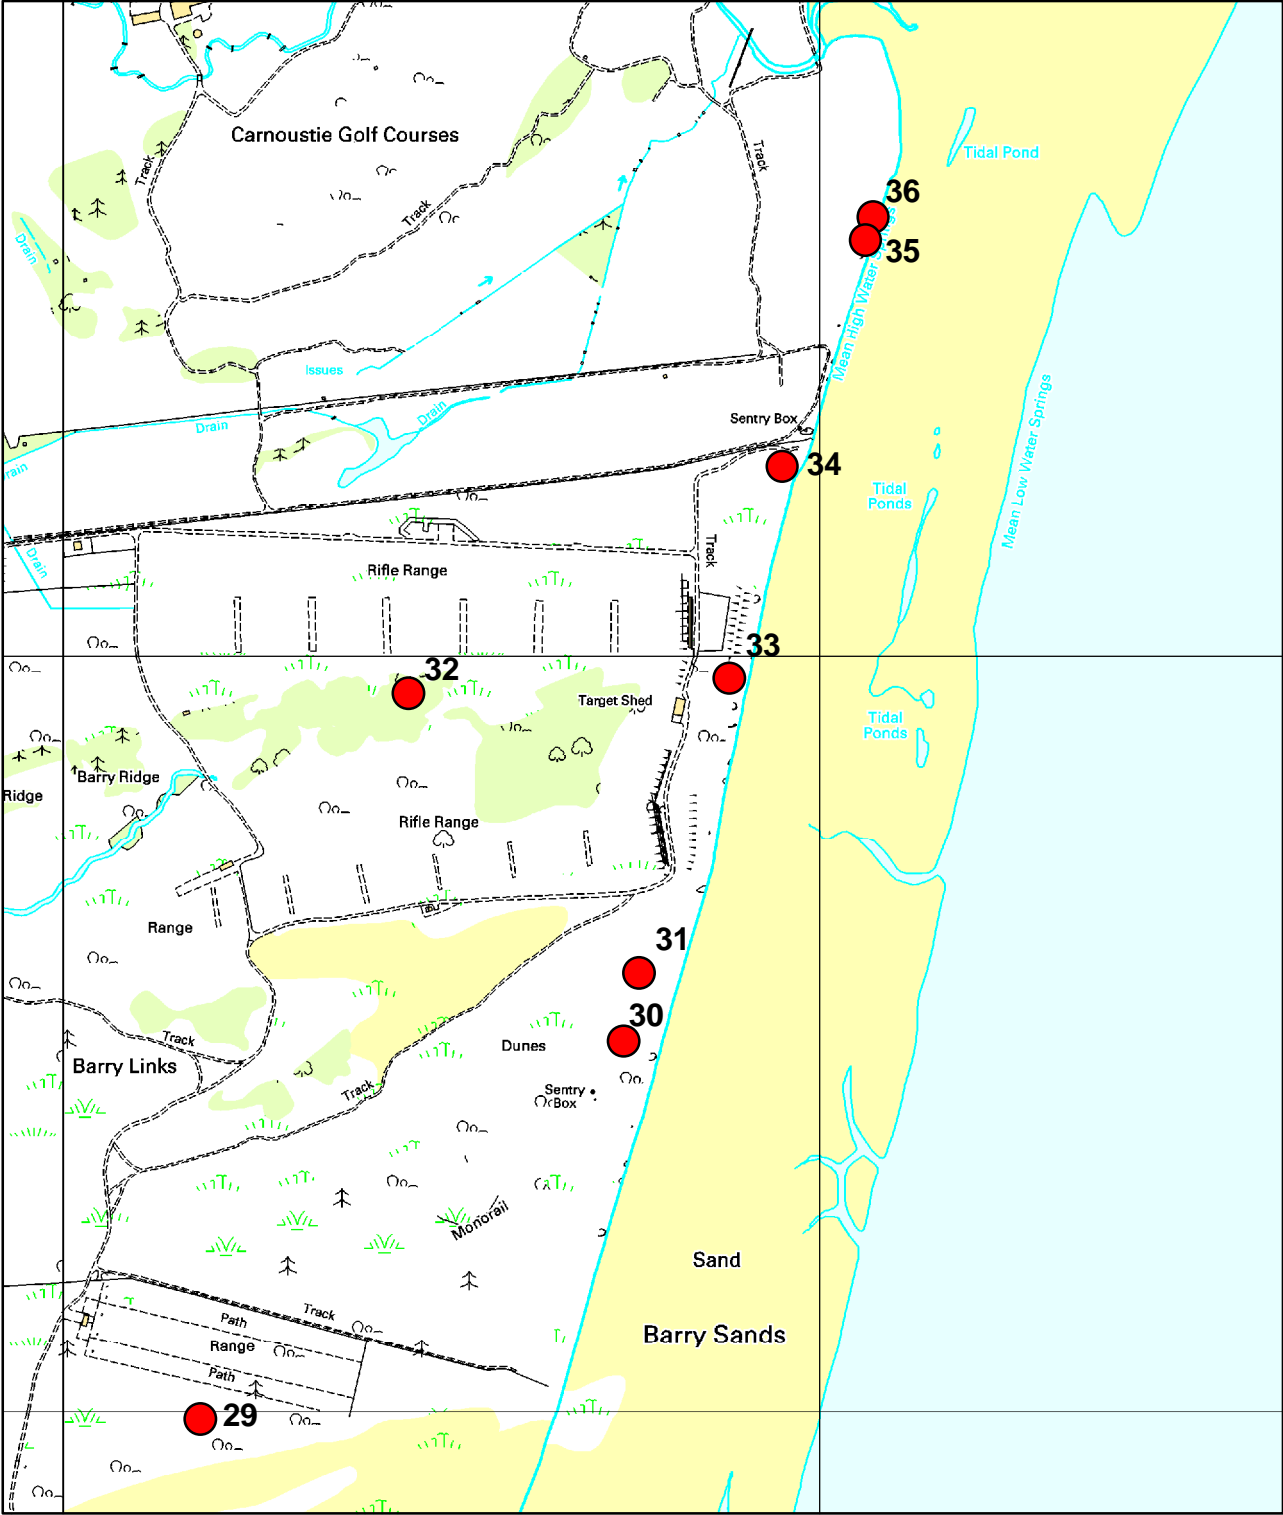 Carnoustie Golf Courses
Track
Tidal Pond
Track
36
Track
35
Drain
Mean High Water Springs
Issues
Drain
Drain
Sentry Box
Mean Low Water Springs
34
Tidal
Ponds
Drain
Track
Rifle Range
33
32
Target Shed
Tidal
Ponds
Barry Ridge
Ridge
Rifle Range
Range
31
30
Track
Dunes
Barry Links
Track
Sentry
Box
Monorail
Sand
Track
Path
Range
Barry Sands
Path
29